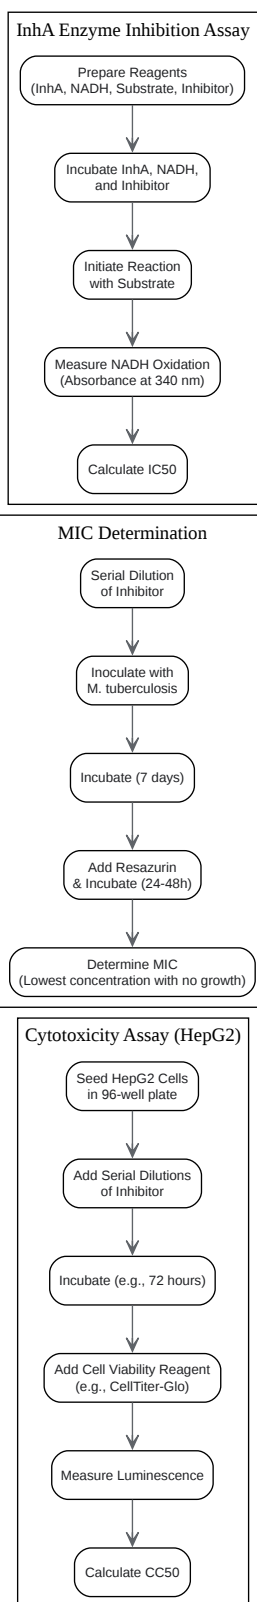 InhA Enzyme Inhibition Assay
Prepare Reagents
(InhA, NADH, Substrate, Inhibitor)
Incubate InhA, NADH,
and Inhibitor
Initiate Reaction
with Substrate
Measure NADH Oxidation
(Absorbance at 340 nm)
Calculate IC50
MIC Determination
Serial Dilution
of Inhibitor
Inoculate with
M. tuberculosis
Incubate (7 days)
Add Resazurin
& Incubate (24-48h)
Determine MIC
(Lowest concentration with no growth)
Cytotoxicity Assay (HepG2)
Seed HepG2 Cells
in 96-well plate
Add Serial Dilutions
of Inhibitor
Incubate (e.g., 72 hours)
Add Cell Viability Reagent
(e.g., CellTiter-Glo)
Measure Luminescence
Calculate CC50